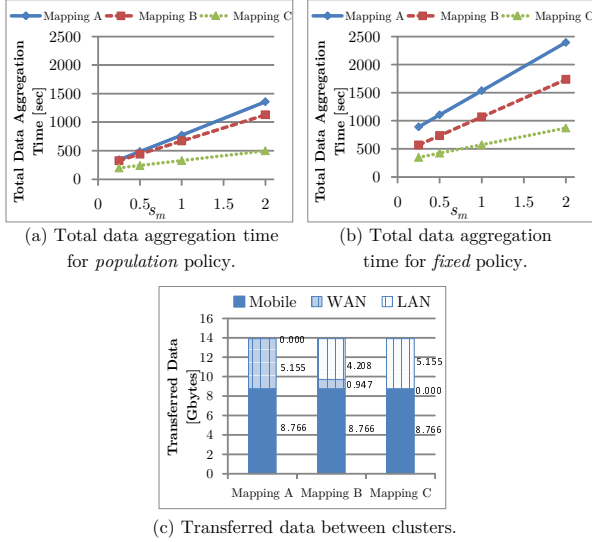 Mapping A Mapping B Mapping C
2500
2000
1500
1000
500
0
0 0.5 1 1.5 2
Total Data Aggregation
Time [sec]
s_m
(a) Total data aggregation time
for population policy.
Mapping A Mapping B Mapping C
2500
2000
1500
1000
500
0
0 0.5 1 1.5 2
Total Data Aggregation
Time [sec]
s_m
(b) Total data aggregation
time for fixed policy.
Mobile WAN LAN
16
14
12
10
8
6
4
2
0
Transferred Data
[Gbytes]
0.000
5.155
8.766
4.208
0.947
8.766
5.155
0.000
8.766
Mapping A Mapping B Mapping C
(c) Transferred data between clusters.